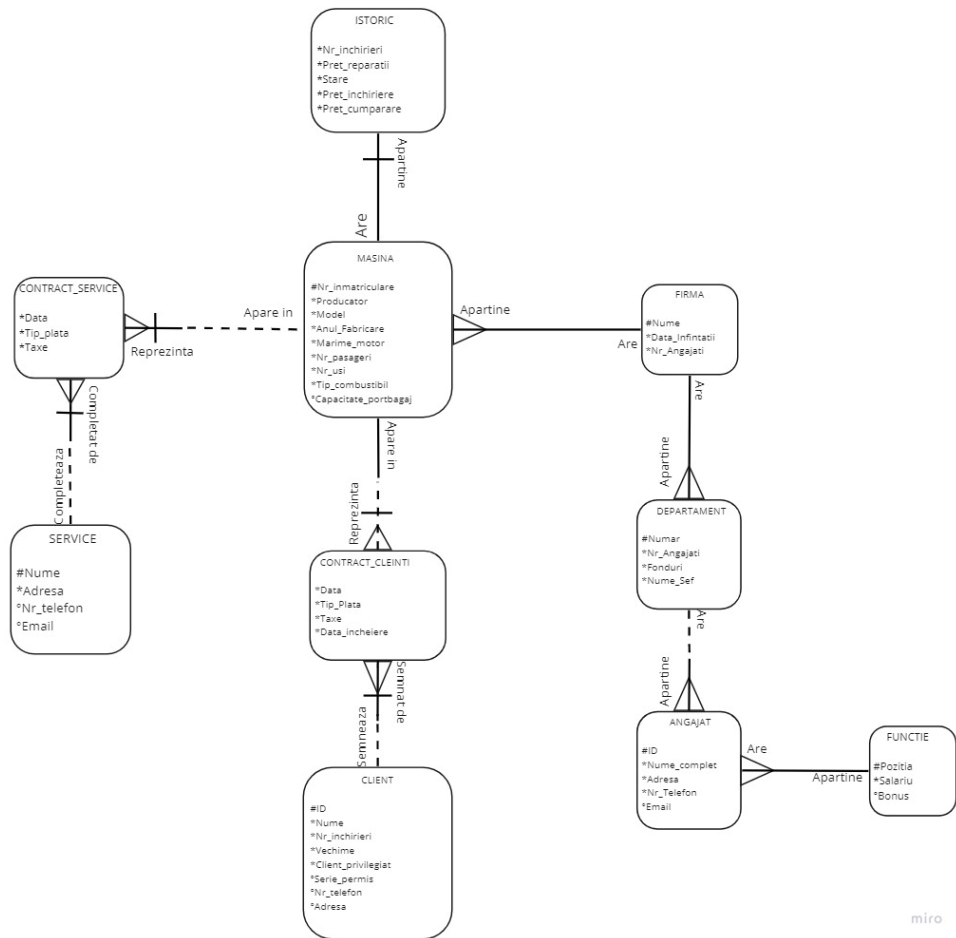 ISTORIC
*Nr_inchirieri
*Pret_reparatii
*Stare
*Pret_inchiriere
*Pret_cumparare
Apartine
Are
MASINA
#Nr_inmatriculare
*Producator
*Model
*Anul_Fabricare
*Marime_motor
*Nr_pasageri
*Nr_usi
*Tip_combustibil
°Capacitate_portbagaj
CONTRACT_SERVICE
*Data
*Tip_plata
*Taxe
Apare in
Reprezinta
Apartine
Are
FIRMA
#Nume
*Data_Infintatii
*Nr_Angajati
Completat de
Completeaza
SERVICE
#Nume
*Adresa
°Nr_telefon
°Email
Apare in
Reprezinta
CONTRACT_CLEINTI
*Data
*Tip_Plata
*Taxe
*Data_incheiere
Semnat de
Semneaza
CLIENT
#ID
*Nume
*Nr_inchirieri
*Vechime
*Client_privilegiat
*Serie_permis
°Nr_telefon
°Adresa
Are
Apartine
DEPARTAMENT
#Numar
*Nr_Angajati
*Fonduri
*Nume_Sef
Are
Apartine
ANGAJAT
#ID
*Nume_complet
*Adresa
*Nr_Telefon
°Email
Are
Apartine
FUNCTIE
#Pozitia
*Salariu
°Bonus
miro